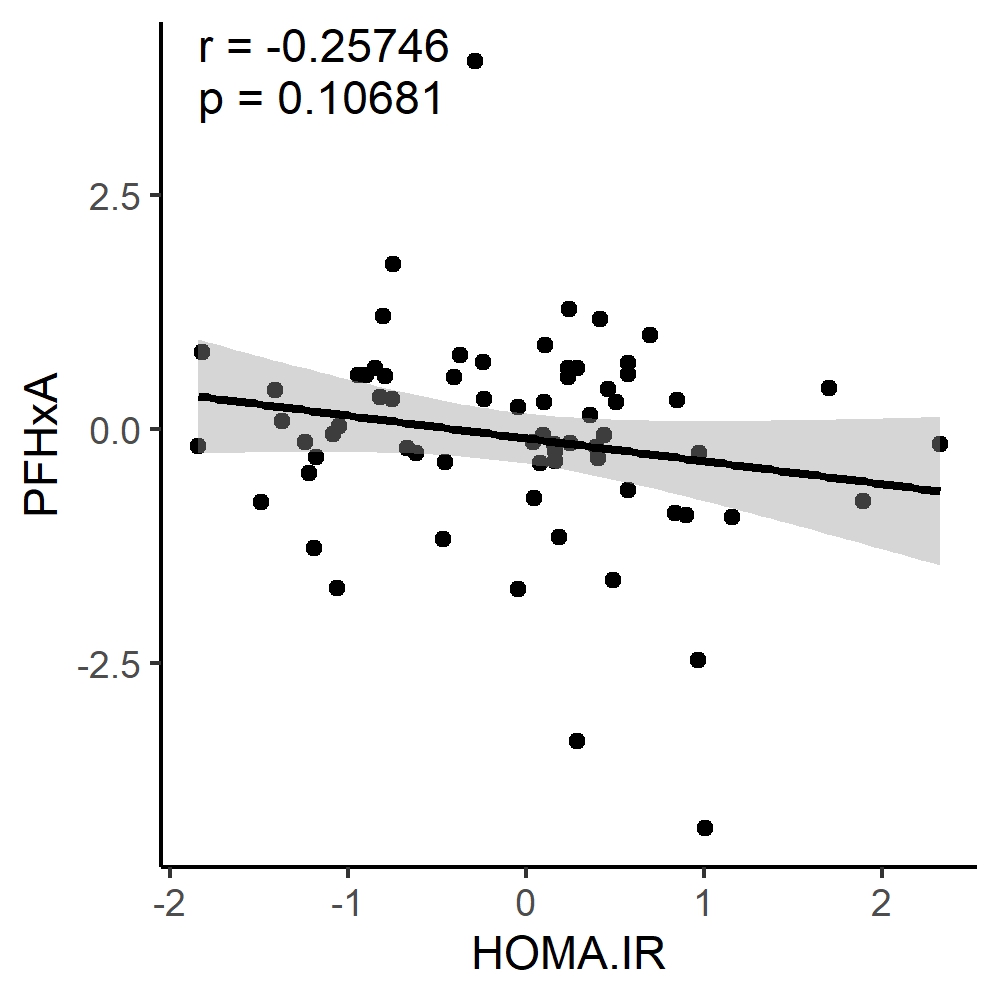 r = -0.25746
p = 0.10681
2.5
0.0
-2.5
PFHxA
-2 -1 0 1 2
HOMA.IR